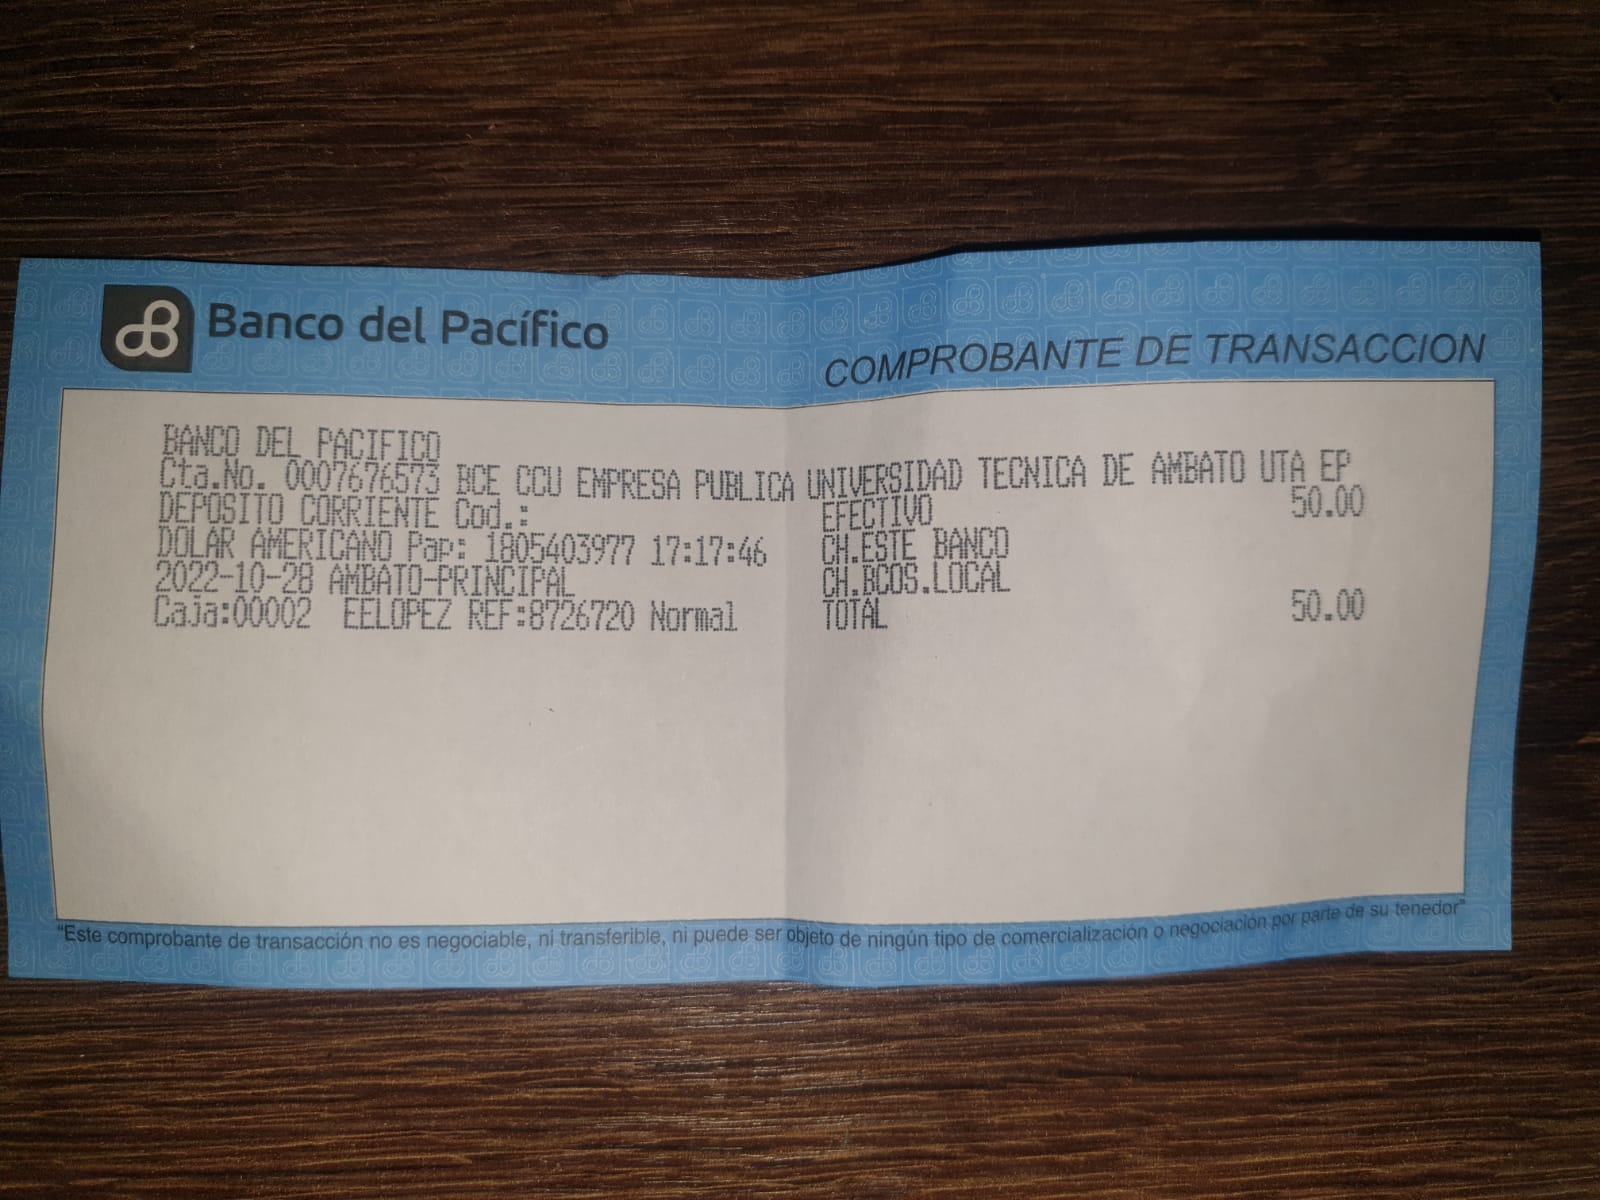 Banco del Pacífico
COMPROBANTE DE TRANSACCION
BANCO DEL PACIFICO
Cta.No. 0007676573 BCE CCU EMPRESA PUBLICA UNIVERSIDAD TECNICA DE AMBATO UTA EP
DEPOSITO CORRIENTE Cod.: EFECTIVO 50.00
DOLAR AMERICANO Pap: 1805403977 17:17:46 CH.ESTE BANCO
2022-10-28 AMBATO-PRINCIPAL CH.BCOS.LOCAL
Caja:00002 EELOPEZ REF:8726720 Normal TOTAL 50.00
"Este comprobante de transacción no es negociable, ni transferible, ni puede ser objeto de ningún tipo de comercialización o negociación por parte de su tenedor"